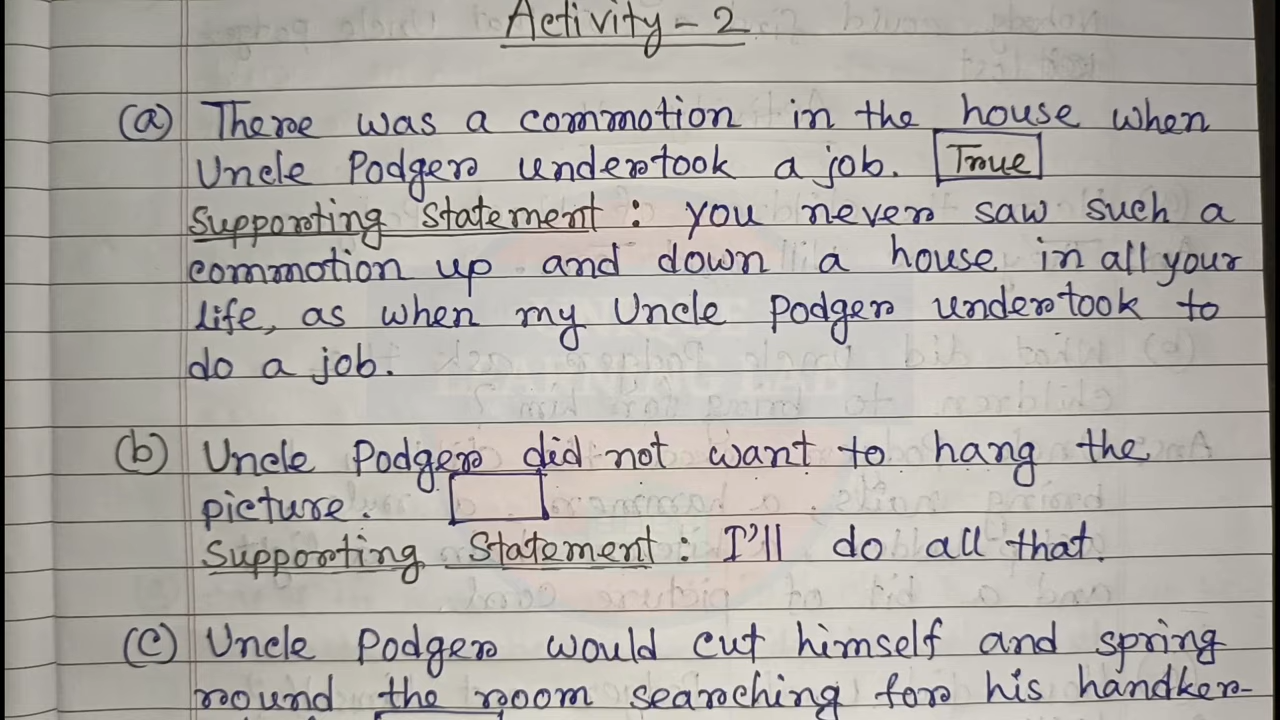 Activity - 2
(a) There was a commotion in the house when
Uncle Podger undertook a job. True
Supporting Statement : you never saw such a
commotion up and down a house in all your
life, as when my Uncle Podger undertook to
do a job.
(b) Uncle Podger did not want to hang the
picture.
Supporting Statement : I'll do all that.
(c) Uncle Podger would cut himself and spring
round the room searching for his handker-